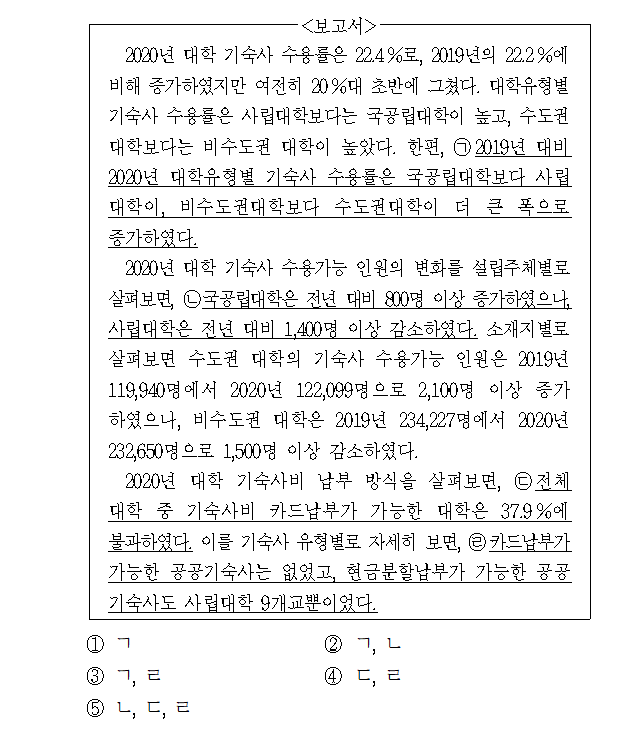 <보고서>
2020년 대학 기숙사 수용률은 22.4%로, 2019년의 22.2%에
비해 증가하였지만 여전히 20%대 초반에 그쳤다. 대학유형별
기숙사 수용률은 사립대학보다는 국공립대학이 높고, 수도권
대학보다는 비수도권 대학이 높았다. 한편, ㉠2019년 대비
2020년 대학유형별 기숙사 수용률은 국공립대학보다 사립
대학이, 비수도권대학보다 수도권대학이 더 큰 폭으로
증가하였다.
2020년 대학 기숙사 수용가능 인원의 변화를 설립주체별로
살펴보면, ㉡국공립대학은 전년 대비 800명 이상 증가하였으나,
사립대학은 전년 대비 1,400명 이상 감소하였다. 소재지별로
살펴보면 수도권 대학의 기숙사 수용가능 인원은 2019년
119,940명에서 2020년 122,099명으로 2,100명 이상 증가
하였으나, 비수도권 대학은 2019년 234,227명에서 2020년
232,650명으로 1,500명 이상 감소하였다.
2020년 대학 기숙사비 납부 방식을 살펴보면, ㉢전체
대학 중 기숙사비 카드납부가 가능한 대학은 37.9%에
불과하였다. 이를 기숙사 유형별로 자세히 보면, ㉣카드납부가
가능한 공공기숙사는 없었고, 현금분할납부가 가능한 공공
기숙사도 사립대학 9개교뿐이었다.
① ㄱ ② ㄱ, ㄴ
③ ㄱ, ㄹ ④ ㄷ, ㄹ
⑤ ㄴ, ㄷ, ㄹ